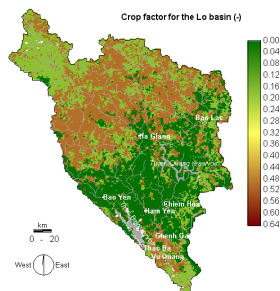 Crop factor for the Lo basin (-)
0.00
0.04
0.08
0.12
0.16
0.20
0.24
0.28
0.32
0.36
0.40
0.44
0.48
0.52
0.56
0.60
0.64
Bao Lac
Ha Giang
Bao Yen
Ham Yen
Chiem Hoa
Ghenh Ga
Thac Ba
Vu Quang
km
0 - 20
West East